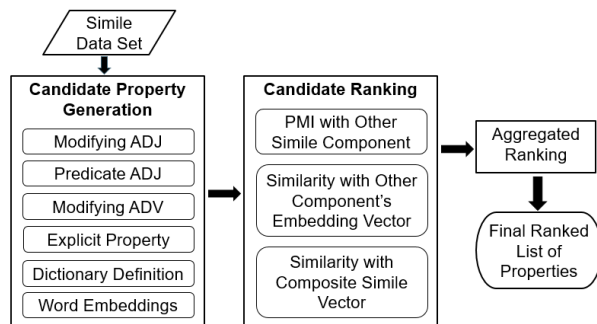 Simile
Data Set
Candidate Property
Generation
Modifying ADJ
Predicate ADJ
Modifying ADV
Explicit Property
Dictionary Definition
Word Embeddings
Candidate Ranking
PMI with Other
Simile Component
Similarity with Other
Component's
Embedding Vector
Similarity with
Composite Simile
Vector
Aggregated
Ranking
Final Ranked
List of
Properties